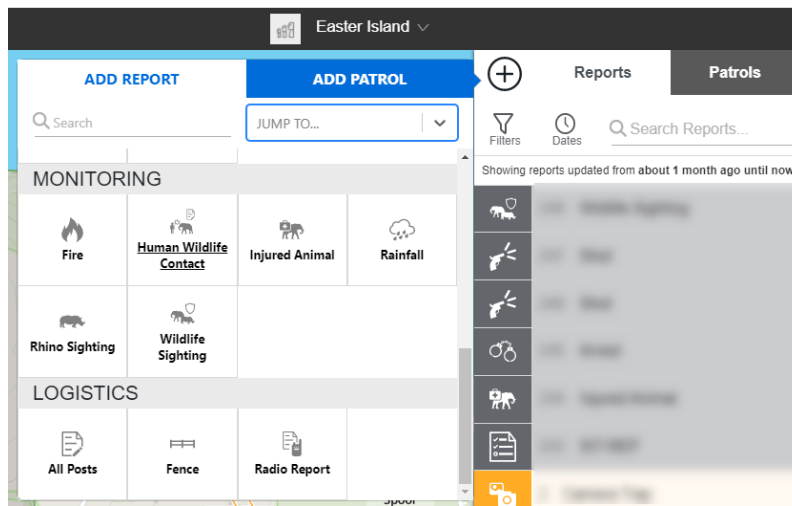 Easter Island
ADD REPORT
ADD PATROL
Search
JUMP TO...
MONITORING
Fire
Human Wildlife
Contact
Injured Animal
Rainfall
Rhino Sighting
Wildlife
Sighting
LOGISTICS
All Posts
Fence
Radio Report
Spoor
Reports
Patrols
Filters
Dates
Search Reports...
Showing reports updated from about 1 month ago until now